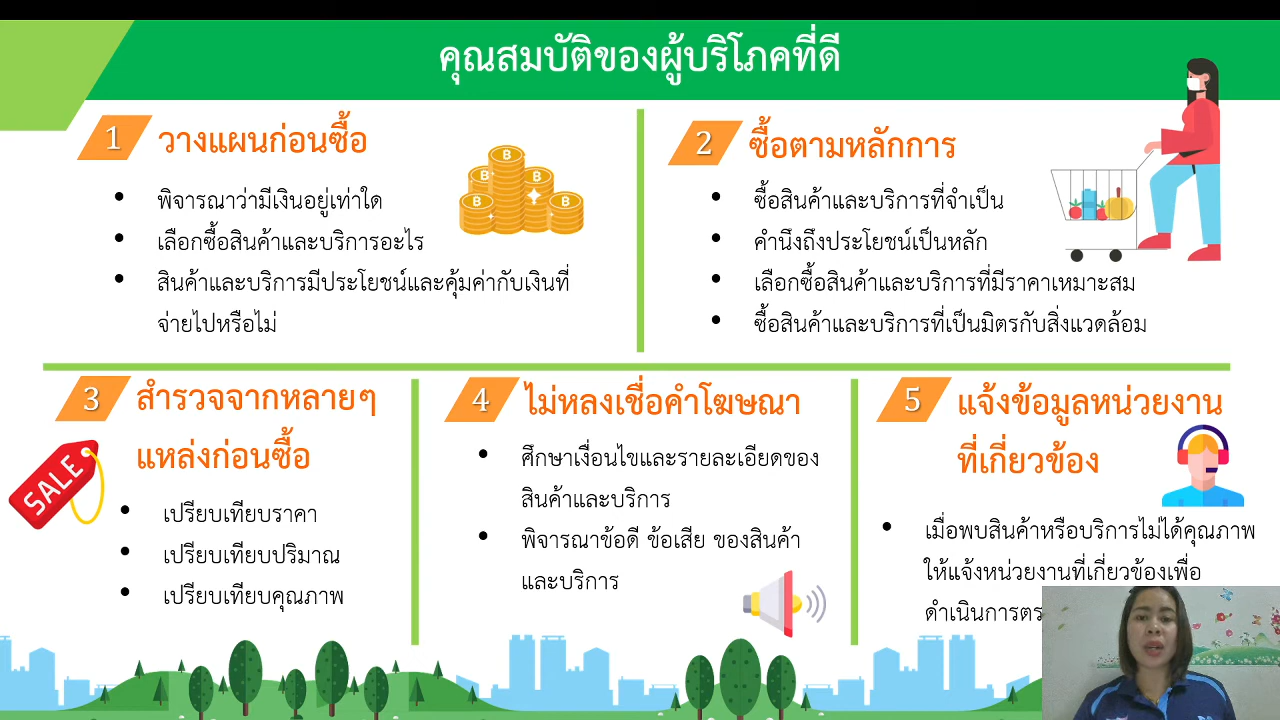 คุณสมบัติของผู้บริโภคที่ดี
1 วางแผนก่อนซื้อ
• พิจารณาว่ามีเงินอยู่เท่าใด
• เลือกซื้อสินค้าและบริการอะไร
• สินค้าและบริการมีประโยชน์และคุ้มค่ากับเงินที่
จ่ายไปหรือไม่
2 ซื้อตามหลักการ
• ซื้อสินค้าและบริการที่จำเป็น
• คำนึงถึงประโยชน์เป็นหลัก
• เลือกซื้อสินค้าและบริการที่มีราคาเหมาะสม
• ซื้อสินค้าและบริการที่เป็นมิตรกับสิ่งแวดล้อม
3 สำรวจจากหลายๆ
แหล่งก่อนซื้อ
SALE
• เปรียบเทียบราคา
• เปรียบเทียบปริมาณ
• เปรียบเทียบคุณภาพ
4 ไม่หลงเชื่อคำโฆษณา
• ศึกษาเงื่อนไขและรายละเอียดของ
สินค้าและบริการ
• พิจารณาข้อดี ข้อเสีย ของสินค้า
และบริการ
5 แจ้งข้อมูลหน่วยงาน
ที่เกี่ยวข้อง
• เมื่อพบสินค้าหรือบริการไม่ได้คุณภาพ
ให้แจ้งหน่วยงานที่เกี่ยวข้องเพื่อ
ดำเนินการตร